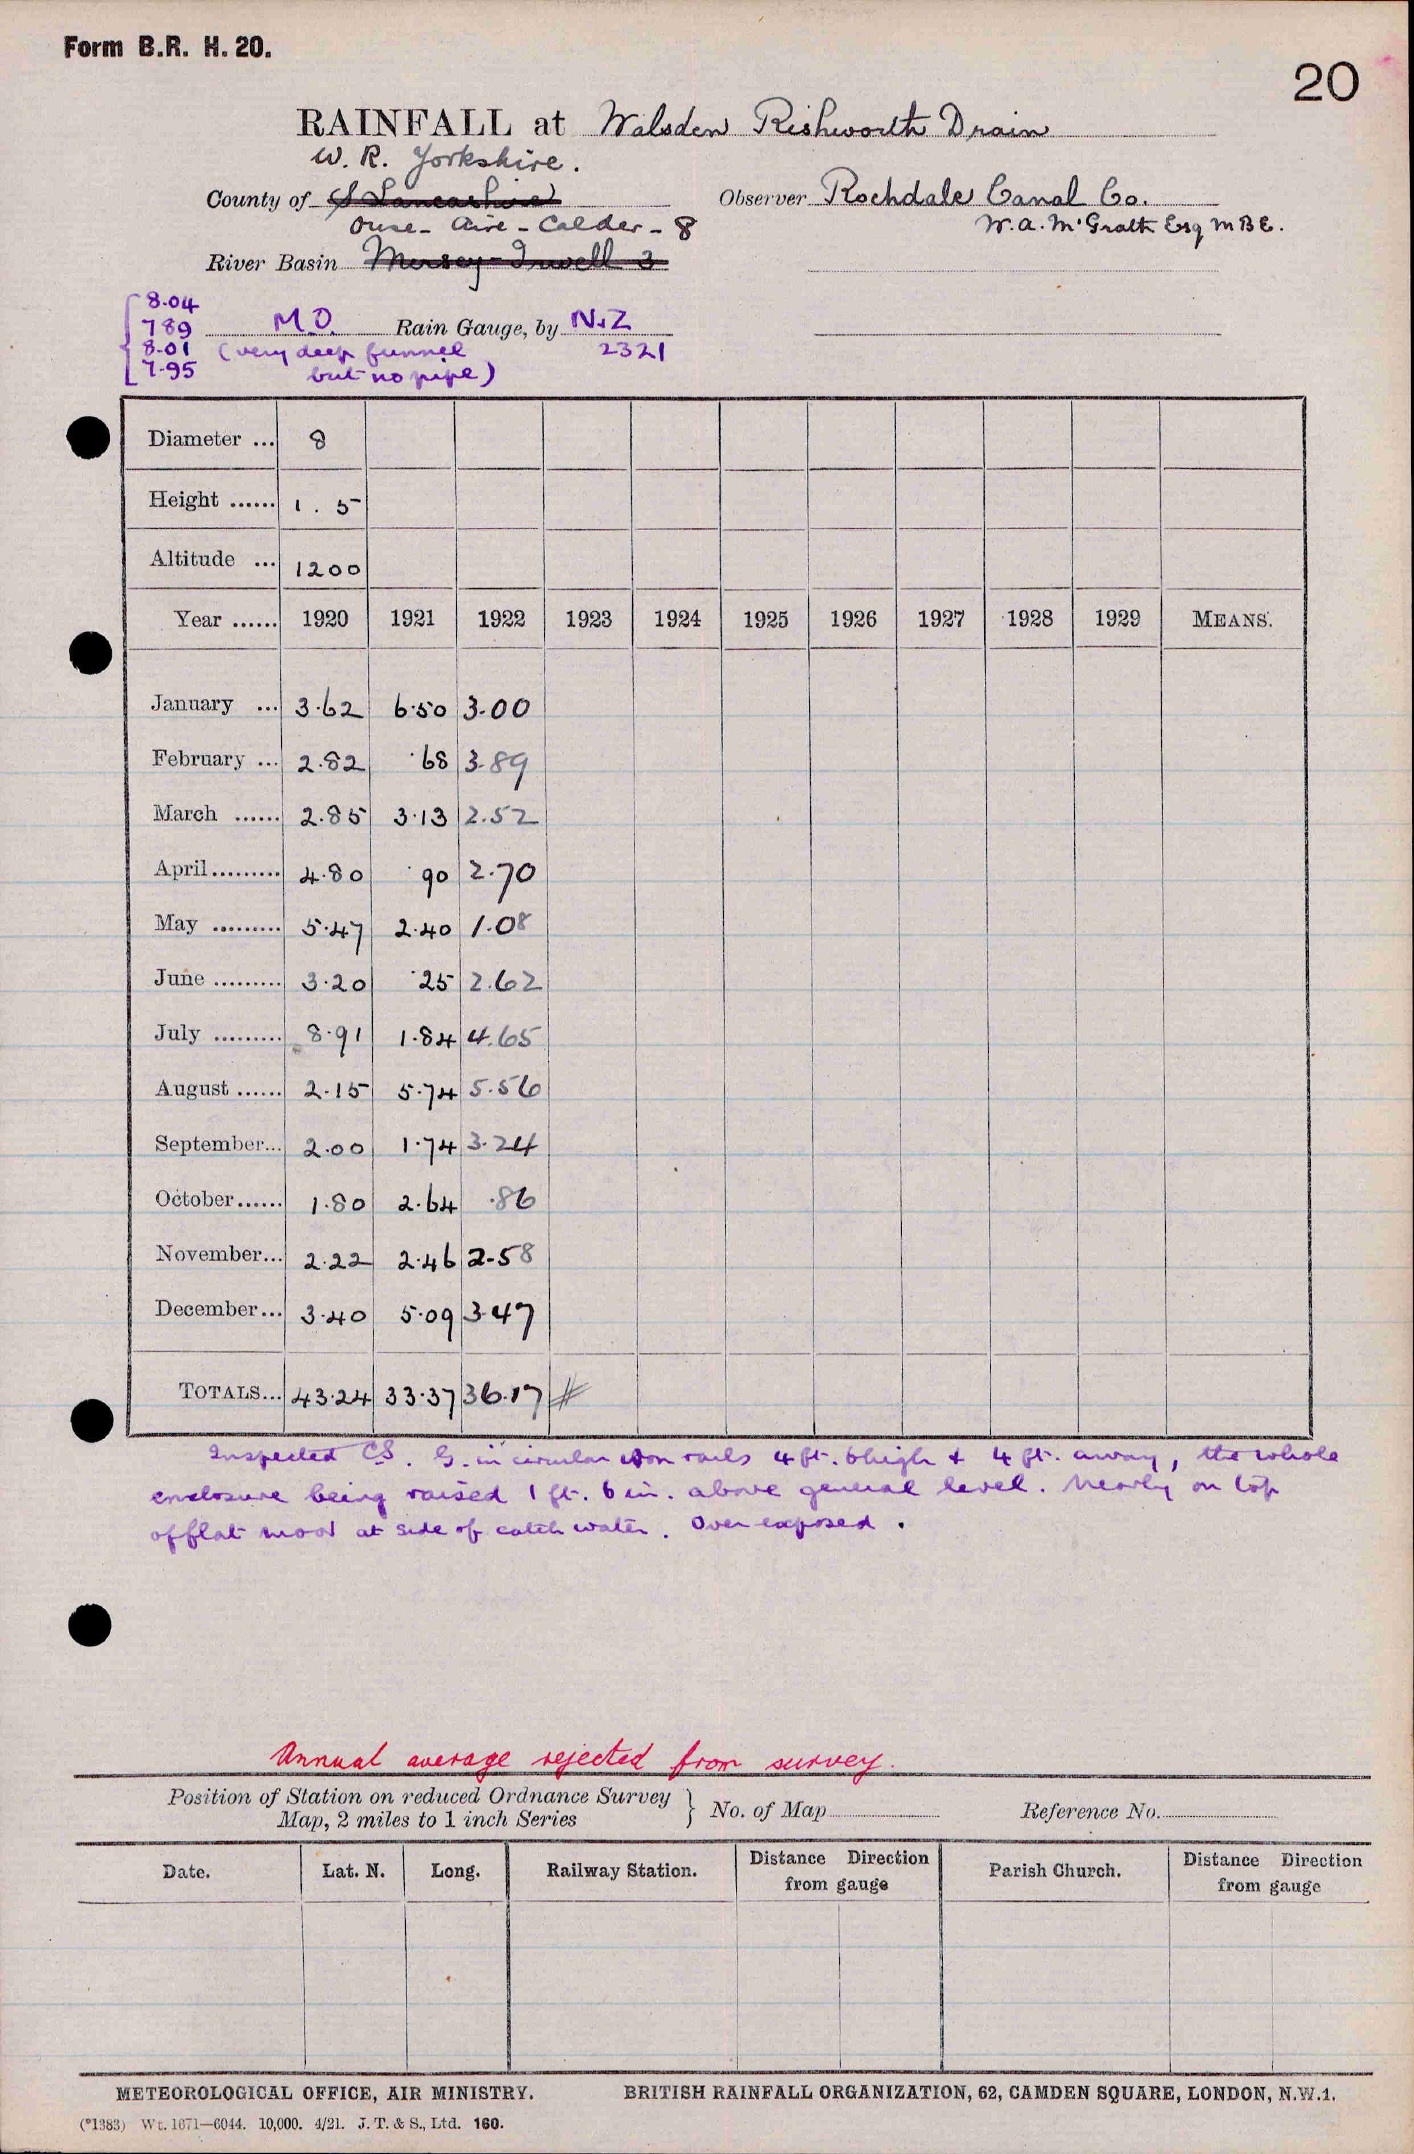 Form B.R. H. 20.
20
RAINFALL at Walsden Rishworth Drain
W. R. Yorkshire.
County of S Lancashire Observer Rochdale Canal Co.
Ouse - Aire - Calder - 8 W. A. McGrath Esq MBE.
River Basin Mersey - Irwell 3
8.04
7 89 M.O. Rain Gauge, by N&Z
8.01 (very deep funnel 2321
7.95 but no pipe)
Diameter ... 8
Height ...... 1 . 5
Altitude ... 1200
Year ...... 1920 1921 1922 1923 1924 1925 1926 1927 1928 1929 MEANS.
January ... 3.62 6.50 3.00
February ... 2.82 .68 3.89
March ...... 2.85 3.13 2.52
April ......... 4.80 .90 2.70
May ......... 5.47 2.40 1.08
June ......... 3.20 .25 2.62
July ......... 8.91 1.84 4.65
August ...... 2.15 5.74 5.56
September... 2.00 1.74 3.24
October...... 1.80 2.64 .86
November... 2.22 2.46 2.58
December... 3.40 5.09 3.47
TOTALS... 43.24 33.37 36.17 #
Inspected C.S. G. in circular iron rails 4 ft. 6 high & 4 ft. away, the whole
enclosure being raised 1 ft. 6 in. above general level. Nearly on top
of flat moor at side of catch water. Over exposed.
Annual average rejected from survey.
Position of Station on reduced Ordnance Survey
Map, 2 miles to 1 inch Series } No. of Map Reference No.
Date. Lat. N. Long. Railway Station. Distance Direction from gauge Parish Church. Distance Direction from gauge
METEOROLOGICAL OFFICE, AIR MINISTRY. BRITISH RAINFALL ORGANIZATION, 62, CAMDEN SQUARE, LONDON, N.W.1.
(*1383) Wt. 1671—6044. 10,000. 4/21. J. T. & S., Ltd. 160.